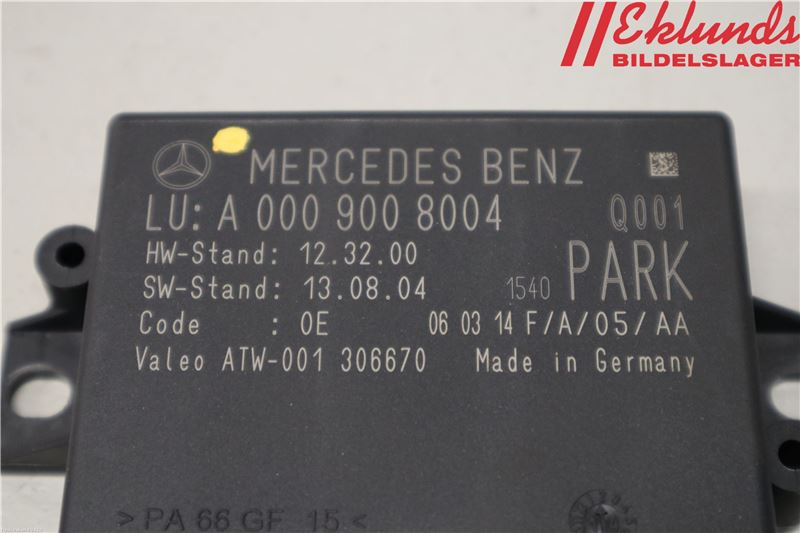 Eklunds
BILDELSLAGER
MERCEDES BENZ
LU: A 000 900 8004 Q001
HW-Stand: 12.32.00
SW-Stand: 13.08.04 1540 PARK
Code : 0E 06 03 14 F/A/05/AA
Valeo ATW-001 306670 Made in Germany
>PA 66 GF 15<